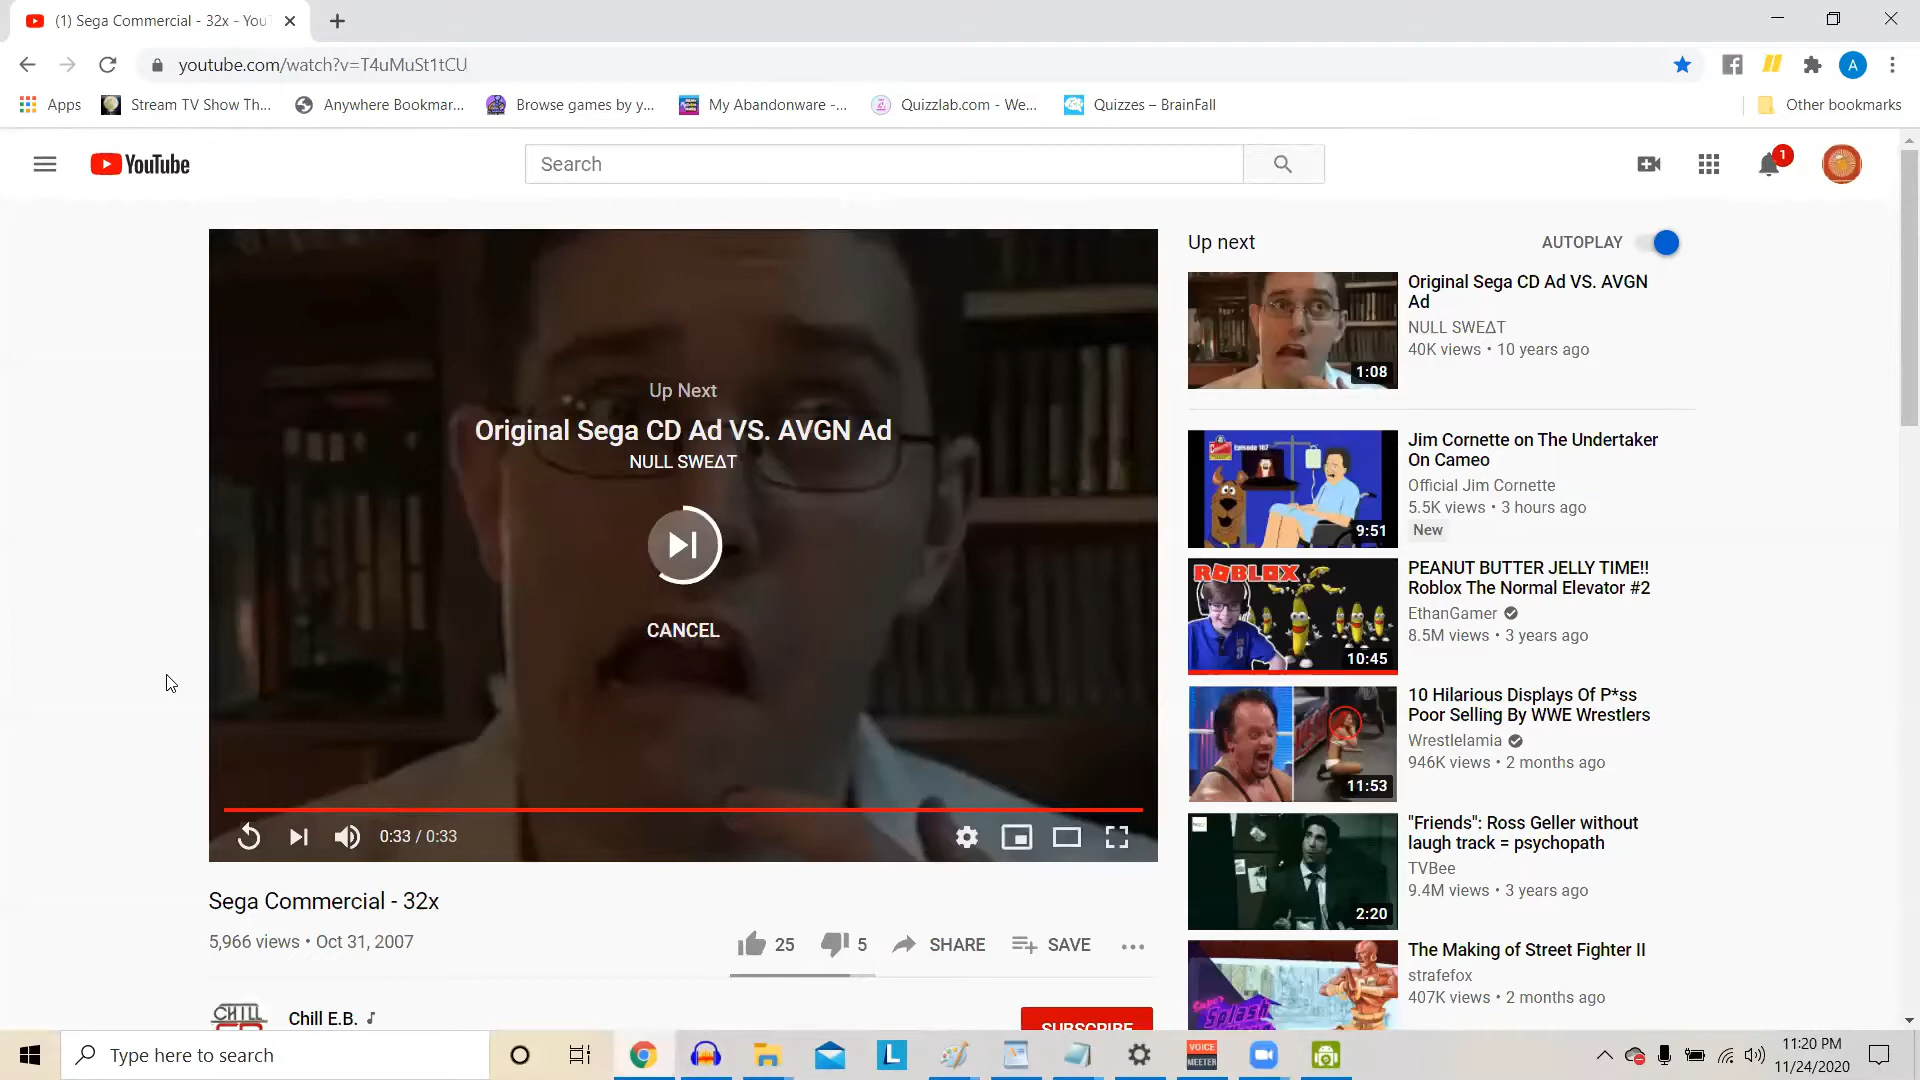 (1) Sega Commercial - 32x - You
youtube.com/watch?v=T4uMuSt1tCU
A
Apps
Stream TV Show Th...
Anywhere Bookmar...
Browse games by y...
My Abandonware -...
Quizzlab.com - We...
Quizzes – BrainFall
Other bookmarks
YouTube
Search
1
Up Next
Original Sega CD Ad VS. AVGN Ad
NULL SWEΔT
CANCEL
0:33 / 0:33
Sega Commercial - 32x
5,966 views • Oct 31, 2007
25
5
SHARE
SAVE
CHILL
Chill E.B.
SUBSCRIBE
Up next
AUTOPLAY
1:08
Original Sega CD Ad VS. AVGN
Ad
NULL SWEΔT
40K views • 10 years ago
Episode 167
9:51
Jim Cornette on The Undertaker
On Cameo
Official Jim Cornette
5.5K views • 3 hours ago
New
ROBLOX
10:45
PEANUT BUTTER JELLY TIME!!
Roblox The Normal Elevator #2
EthanGamer
8.5M views • 3 years ago
11:53
10 Hilarious Displays Of P*ss
Poor Selling By WWE Wrestlers
Wrestlelamia
946K views • 2 months ago
2:20
"Friends": Ross Geller without
laugh track = psychopath
TVBee
9.4M views • 3 years ago
Splash
The Making of Street Fighter II
strafefox
407K views • 2 months ago
Type here to search
L
VOICE
MEETER
11:20 PM
11/24/2020